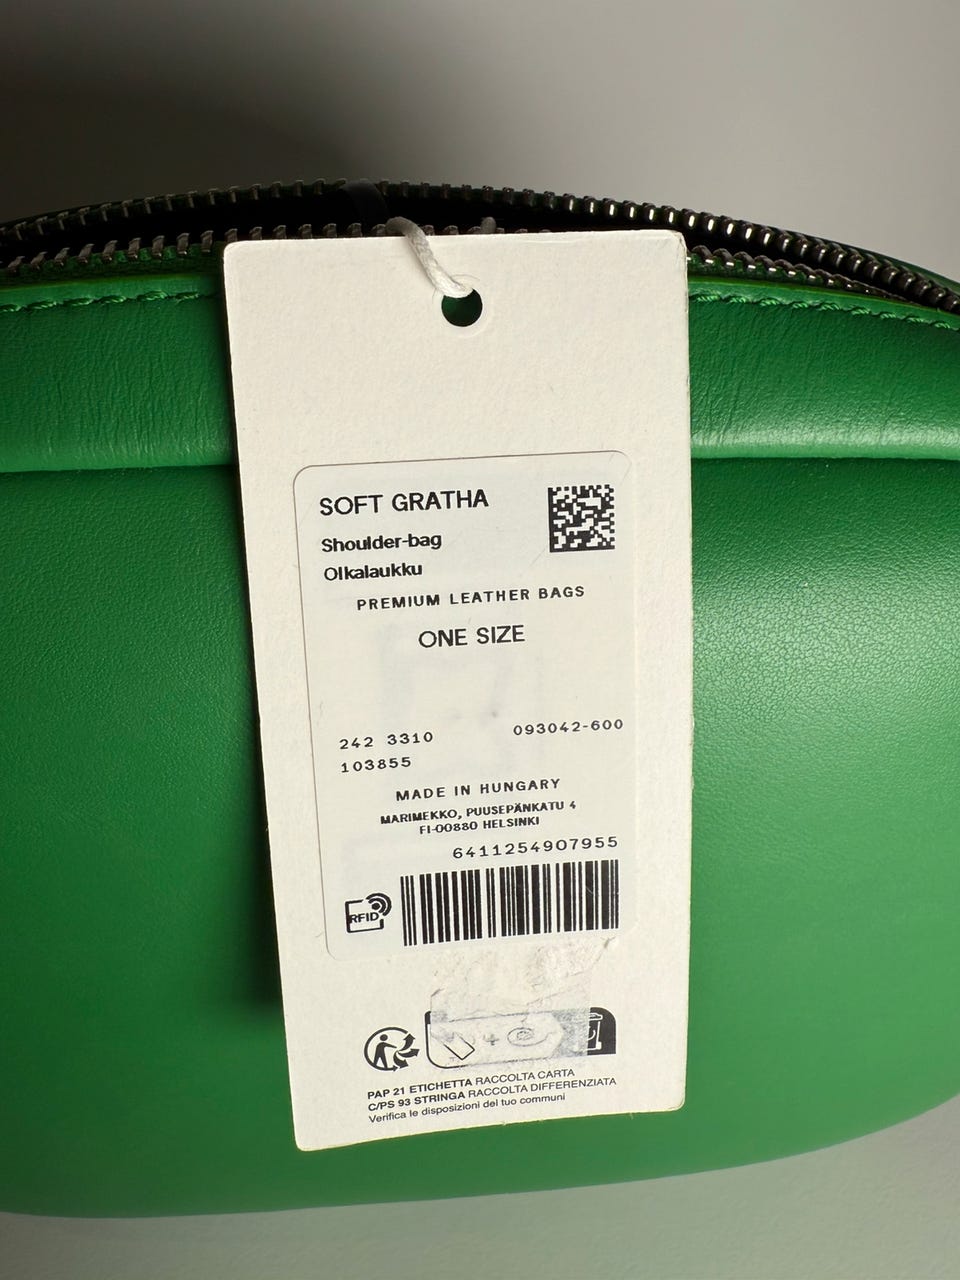 SOFT GRATHA
Shoulder-bag
Olkalaukku
PREMIUM LEATHER BAGS
ONE SIZE
242 3310 093042-600
103855
MADE IN HUNGARY
MARIMEKKO, PUUSEPÄNKATU 4
FI-00880 HELSINKI
6411254907955
RFID
PAP 21 ETICHETTA RACCOLTA CARTA
C/PS 93 STRINGA RACCOLTA DIFFERENZIATA
Verifica le disposizioni del tuo communi